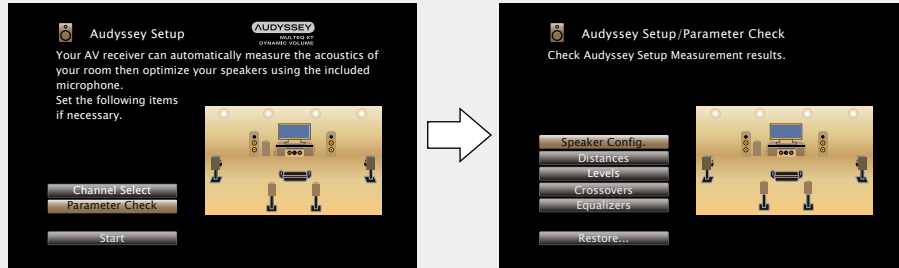 Audyssey Setup
AUDYSSEY
MULTEQ XT
DYNAMIC VOLUME
Your AV receiver can automatically measure the acoustics of
your room then optimize your speakers using the included
microphone.
Set the following items
if necessary.
Channel Select
Parameter Check
Start
Audyssey Setup/Parameter Check
Check Audyssey Setup Measurement results.
Speaker Config.
Distances
Levels
Crossovers
Equalizers
Restore...